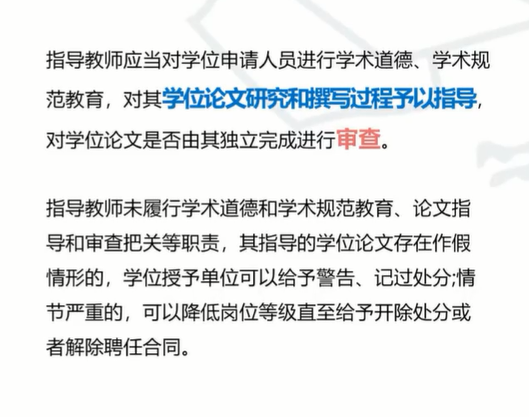 指导教师应当对学位申请人员进行学术道德、学术规
范教育，对其学位论文研究和撰写过程予以指导，
对学位论文是否由其独立完成进行审查。
指导教师未履行学术道德和学术规范教育、论文指
导和审查把关等职责，其指导的学位论文存在作假
情形的，学位授予单位可以给予警告、记过处分;情
节严重的，可以降低岗位等级直至给予开除处分或
者解除聘任合同。